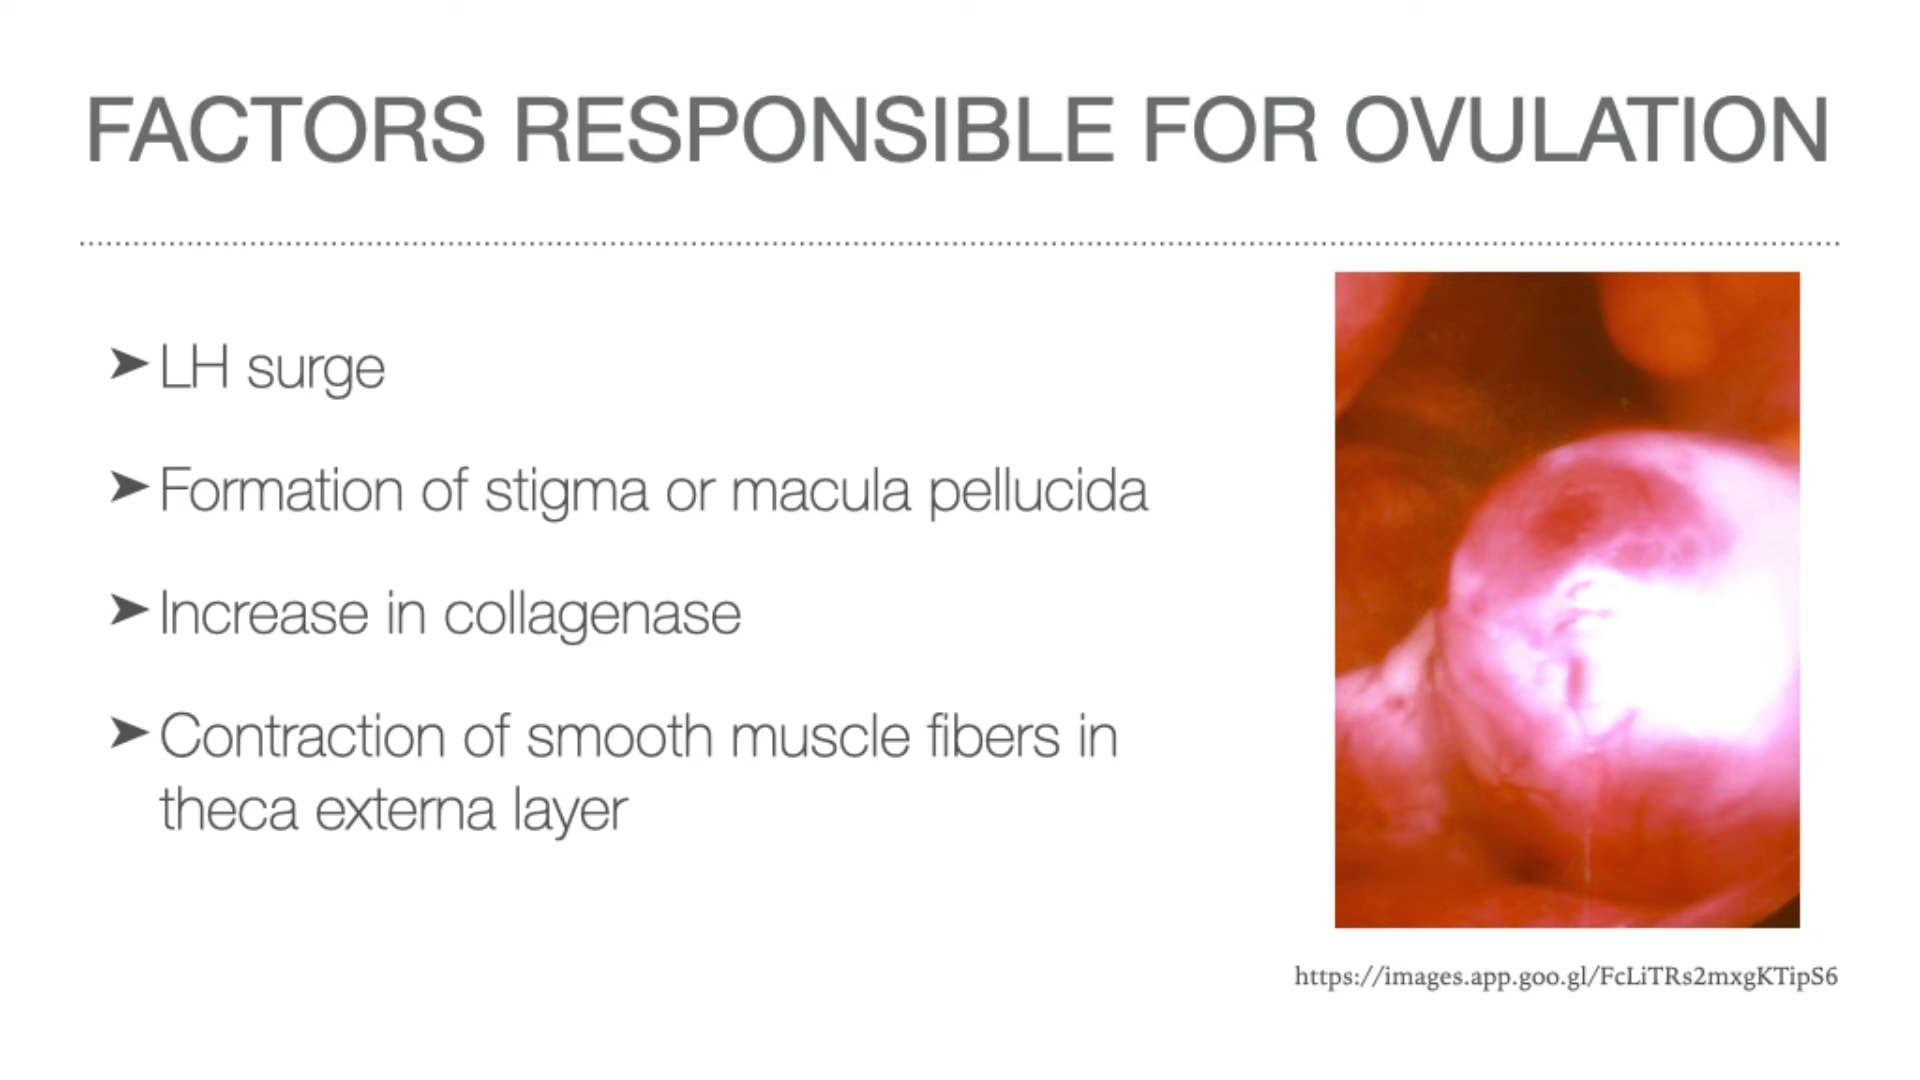 FACTORS RESPONSIBLE FOR OVULATION
➤ LH surge
➤ Formation of stigma or macula pellucida
➤ Increase in collagenase
➤ Contraction of smooth muscle fibers in
theca externa layer
https://images.app.goo.gl/FcLiTRs2mxgKTipS6